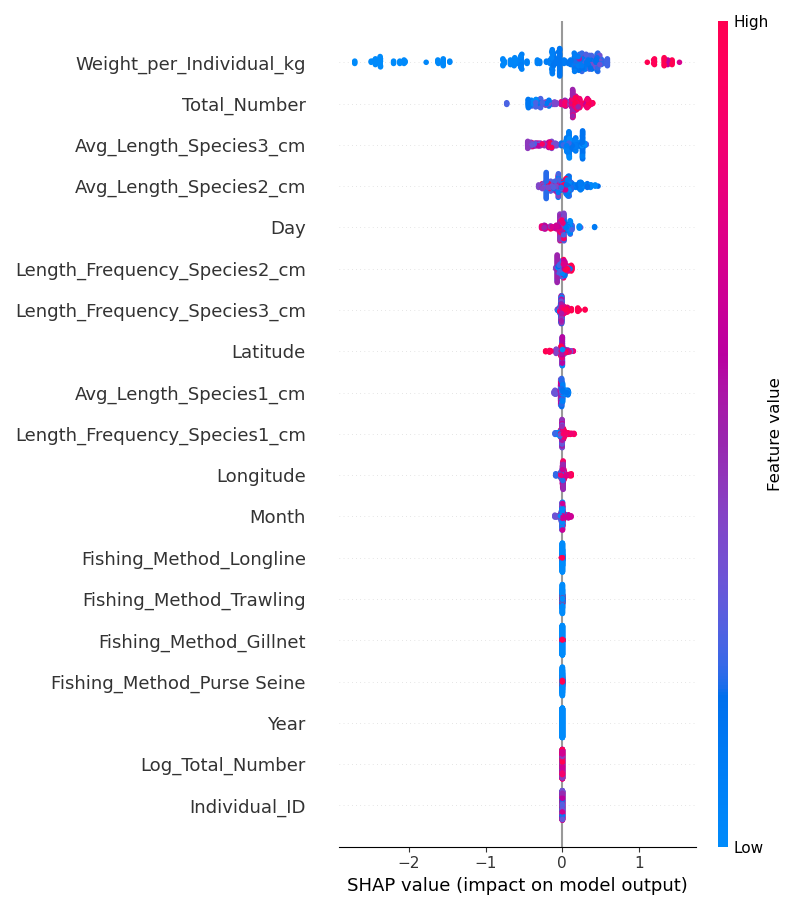 High
Weight_per_Individual_kg
Total_Number
Avg_Length_Species3_cm
Avg_Length_Species2_cm
Day
Length_Frequency_Species2_cm
Length_Frequency_Species3_cm
Latitude
Avg_Length_Species1_cm
Length_Frequency_Species1_cm
Longitude
Month
Fishing_Method_Longline
Fishing_Method_Trawling
Fishing_Method_Gillnet
Fishing_Method_Purse Seine
Year
Log_Total_Number
Individual_ID
Feature value
Low
−2 −1 0 1
SHAP value (impact on model output)